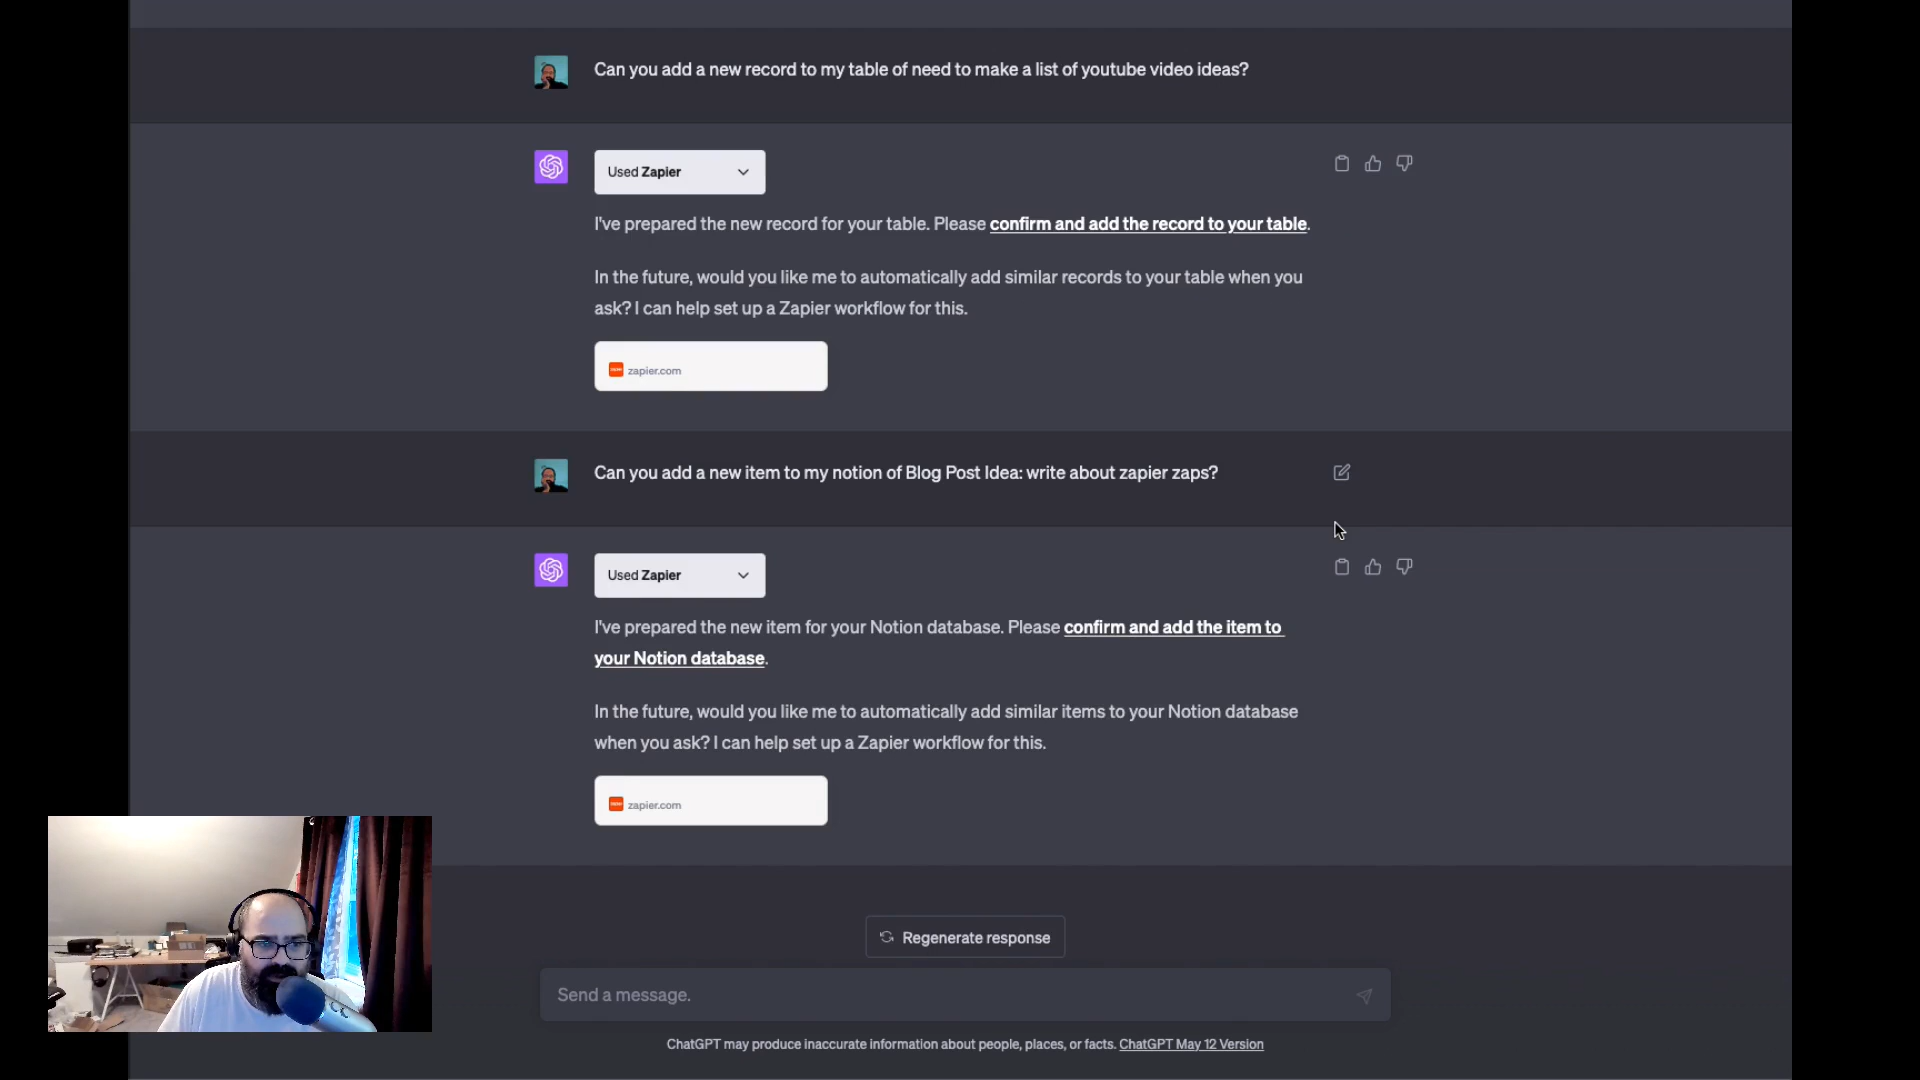 Can you add a new record to my table of need to make a list of youtube video ideas?
Used Zapier
I've prepared the new record for your table. Please confirm and add the record to your table.
In the future, would you like me to automatically add similar records to your table when you
ask? I can help set up a Zapier workflow for this.
zapier.com
Can you add a new item to my notion of Blog Post Idea: write about zapier zaps?
Used Zapier
I've prepared the new item for your Notion database. Please confirm and add the item to
your Notion database.
In the future, would you like me to automatically add similar items to your Notion database
when you ask? I can help set up a Zapier workflow for this.
zapier.com
Regenerate response
Send a message.
ChatGPT may produce inaccurate information about people, places, or facts. ChatGPT May 12 Version